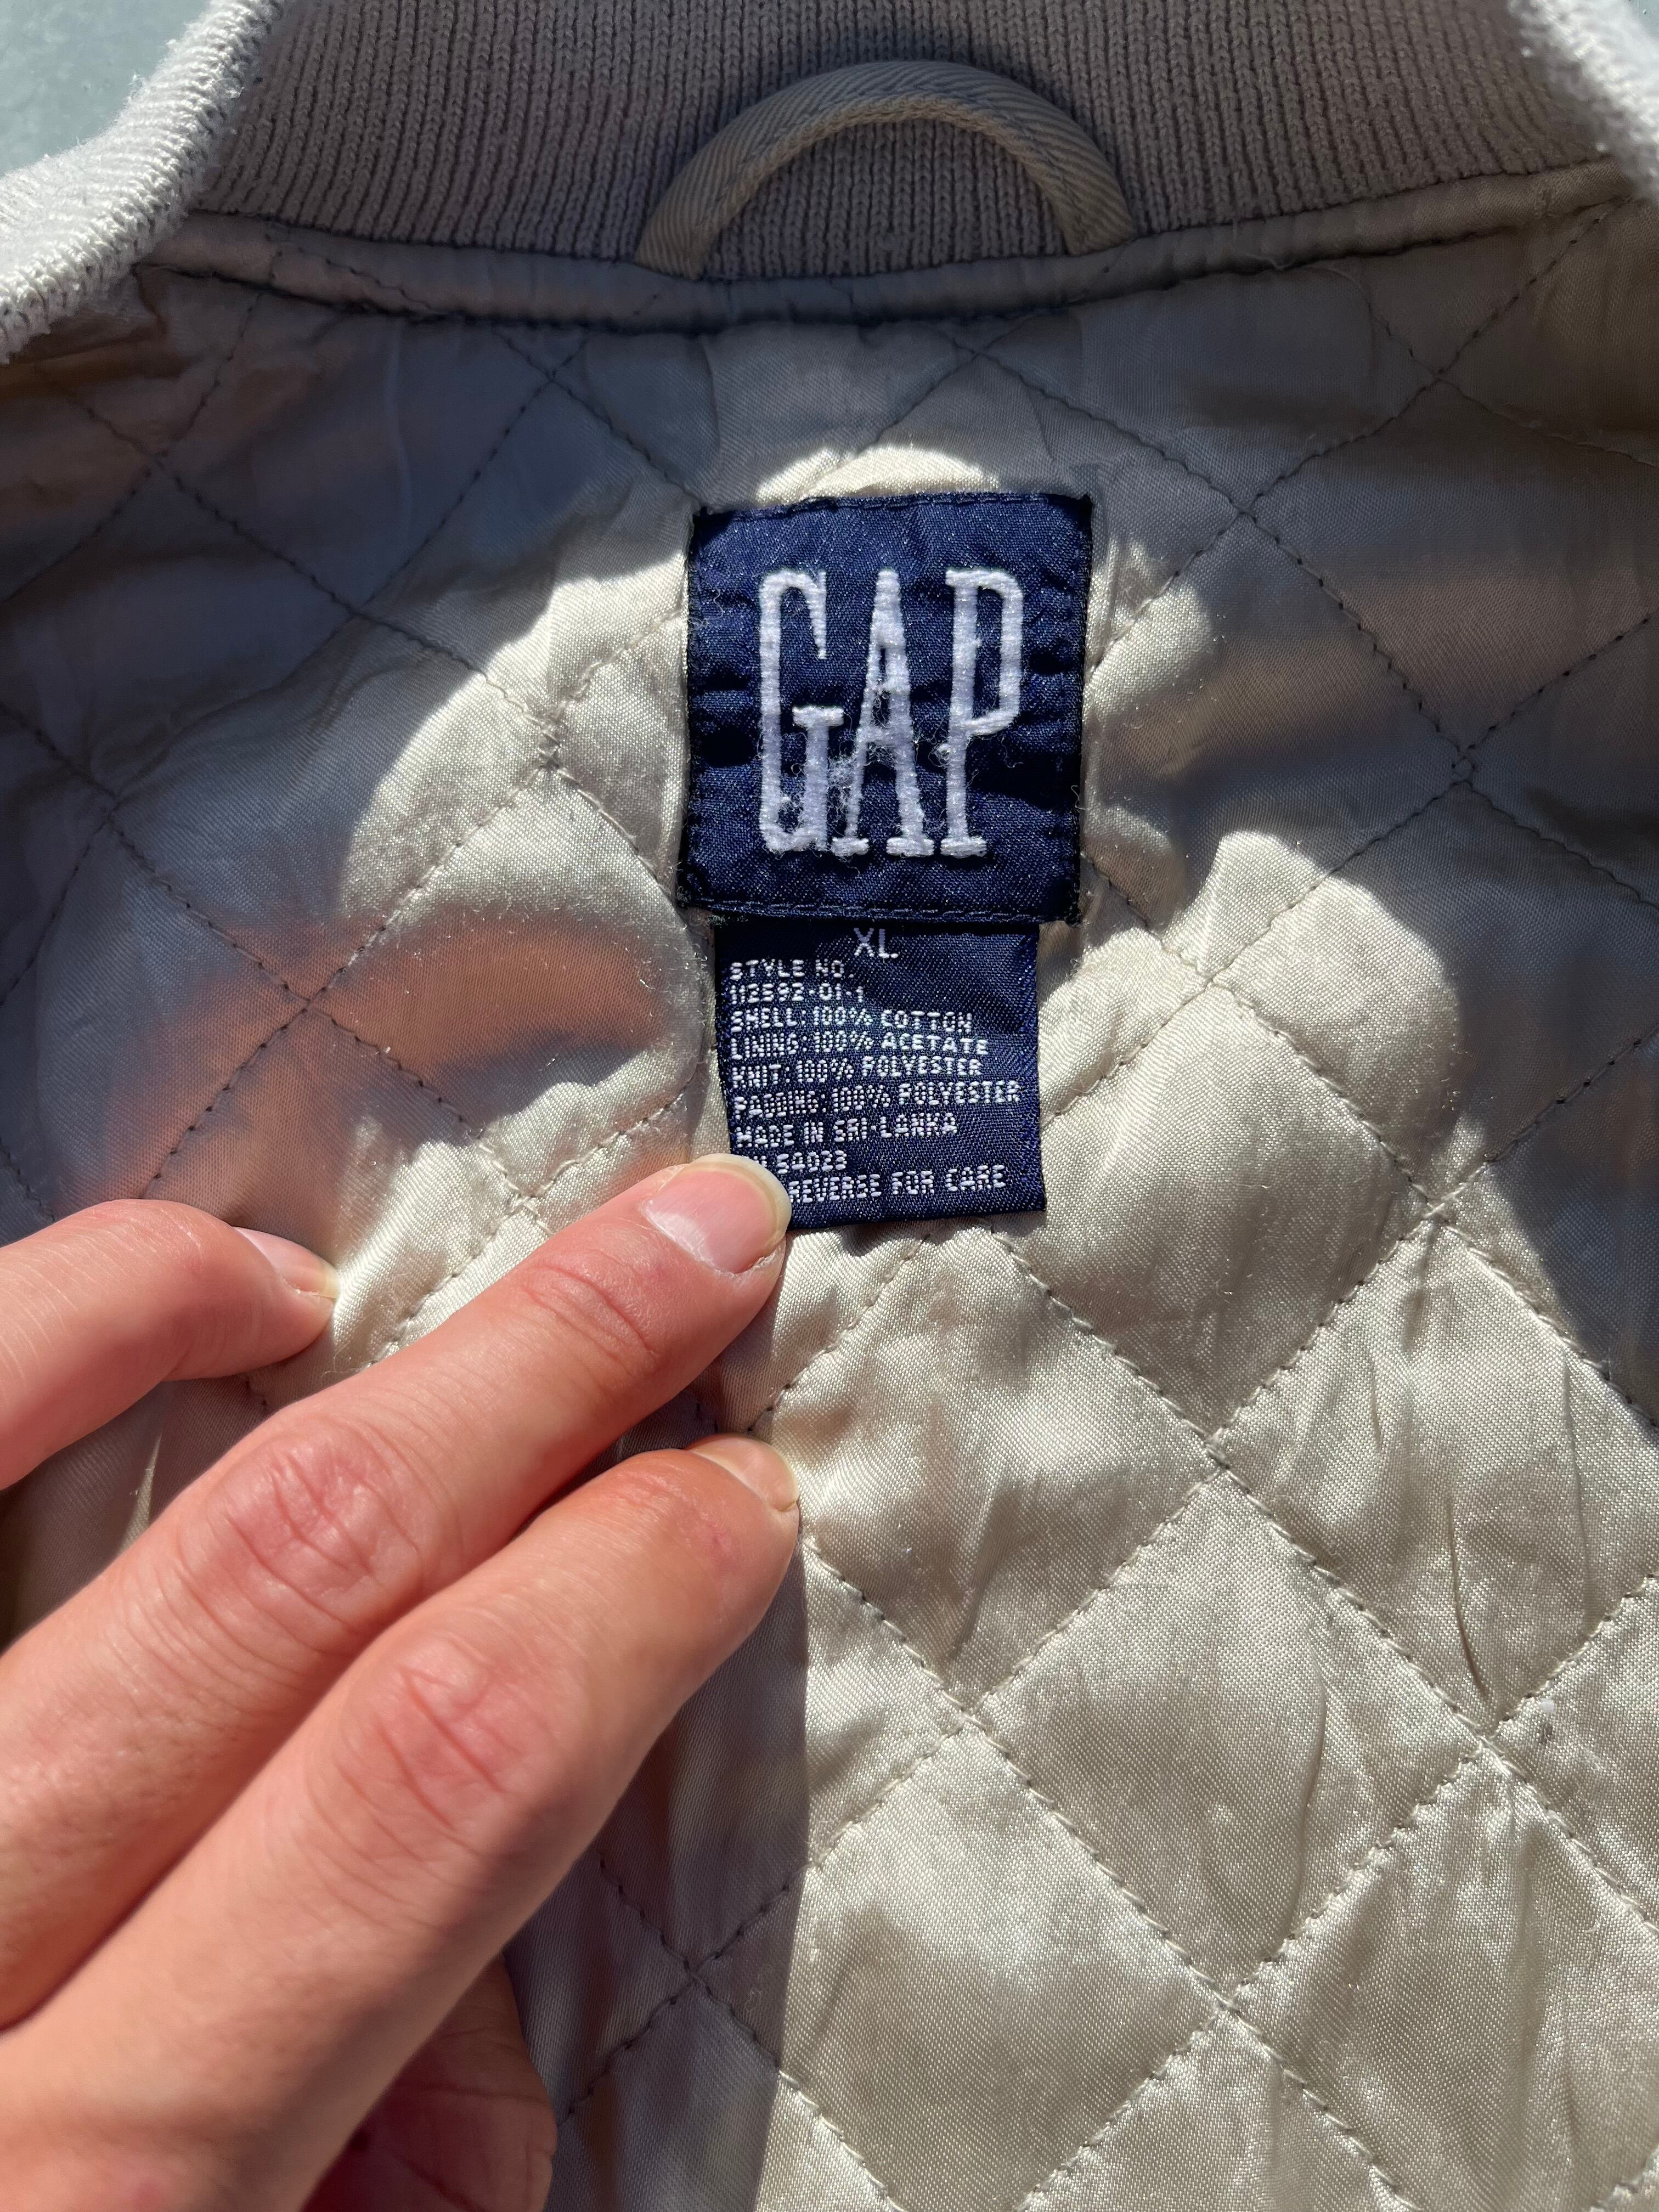 GAP
XL
STYLE NO.
112592-01-1
SHELL: 100% COTTON
LINING: 100% ACETATE
KNIT: 100% POLYESTER
PADDING: 100% POLYESTER
MADE IN SRI-LANKA
54023
REVERSE FOR CARE